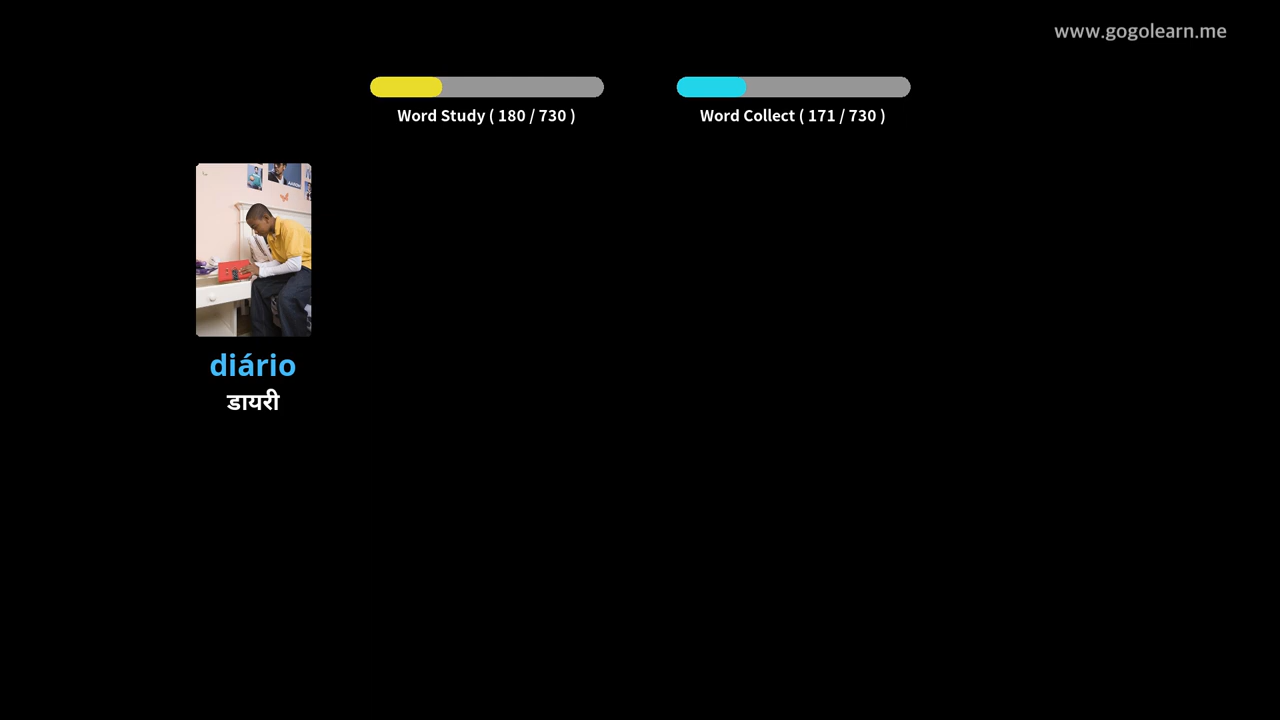 www.gogolearn.me
Word Study ( 180 / 730 )
Word Collect ( 171 / 730 )
diário
डायरी